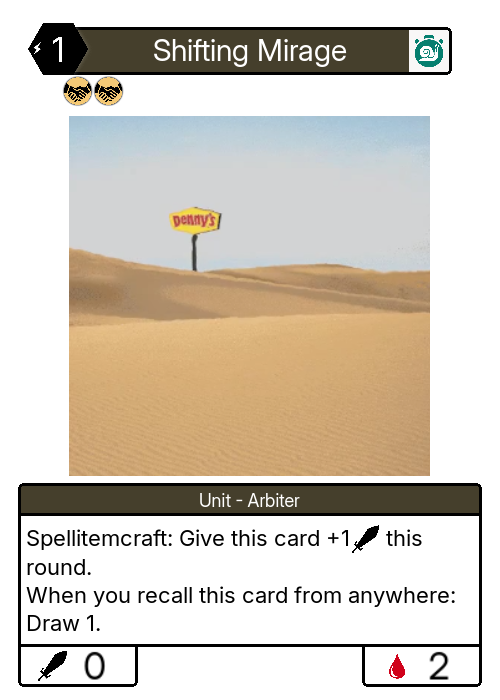 1
Shifting Mirage
Denny's
Unit - Arbiter
Spellitemcraft: Give this card +1 this
round.
When you recall this card from anywhere:
Draw 1.
0
2